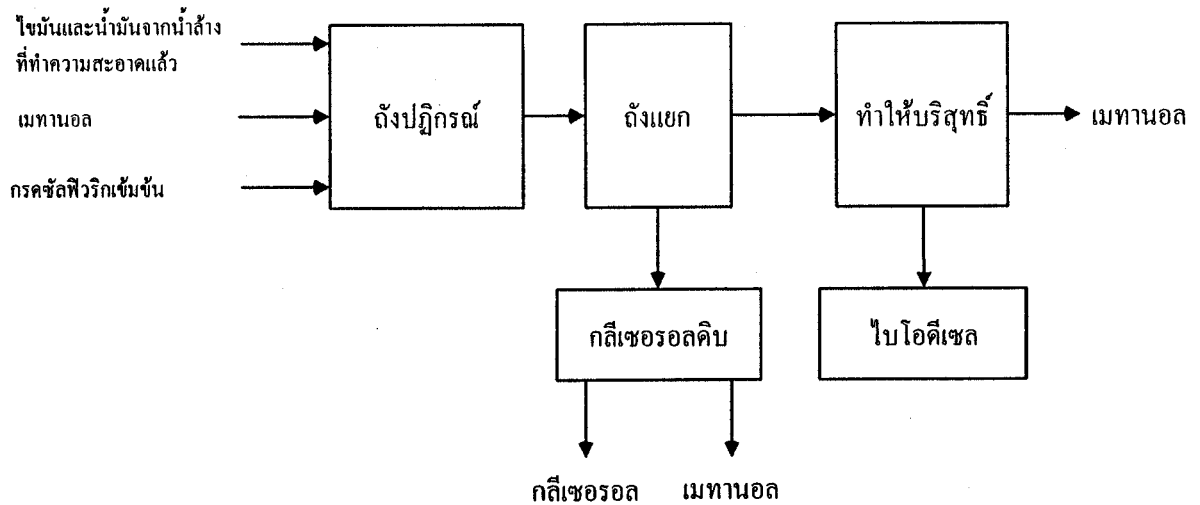 ไขมันและน้ำมันจากน้ำล้าง
ที่ทำความสะอาดแล้ว
เมทานอล
กรดซัลฟิวริกเข้มข้น
ถังปฏิกรณ์
ถังแยก
ทำให้บริสุทธิ์
เมทานอล
กลีเซอรอลดิบ
ไบโอดีเซล
กลีเซอรอล
เมทานอล